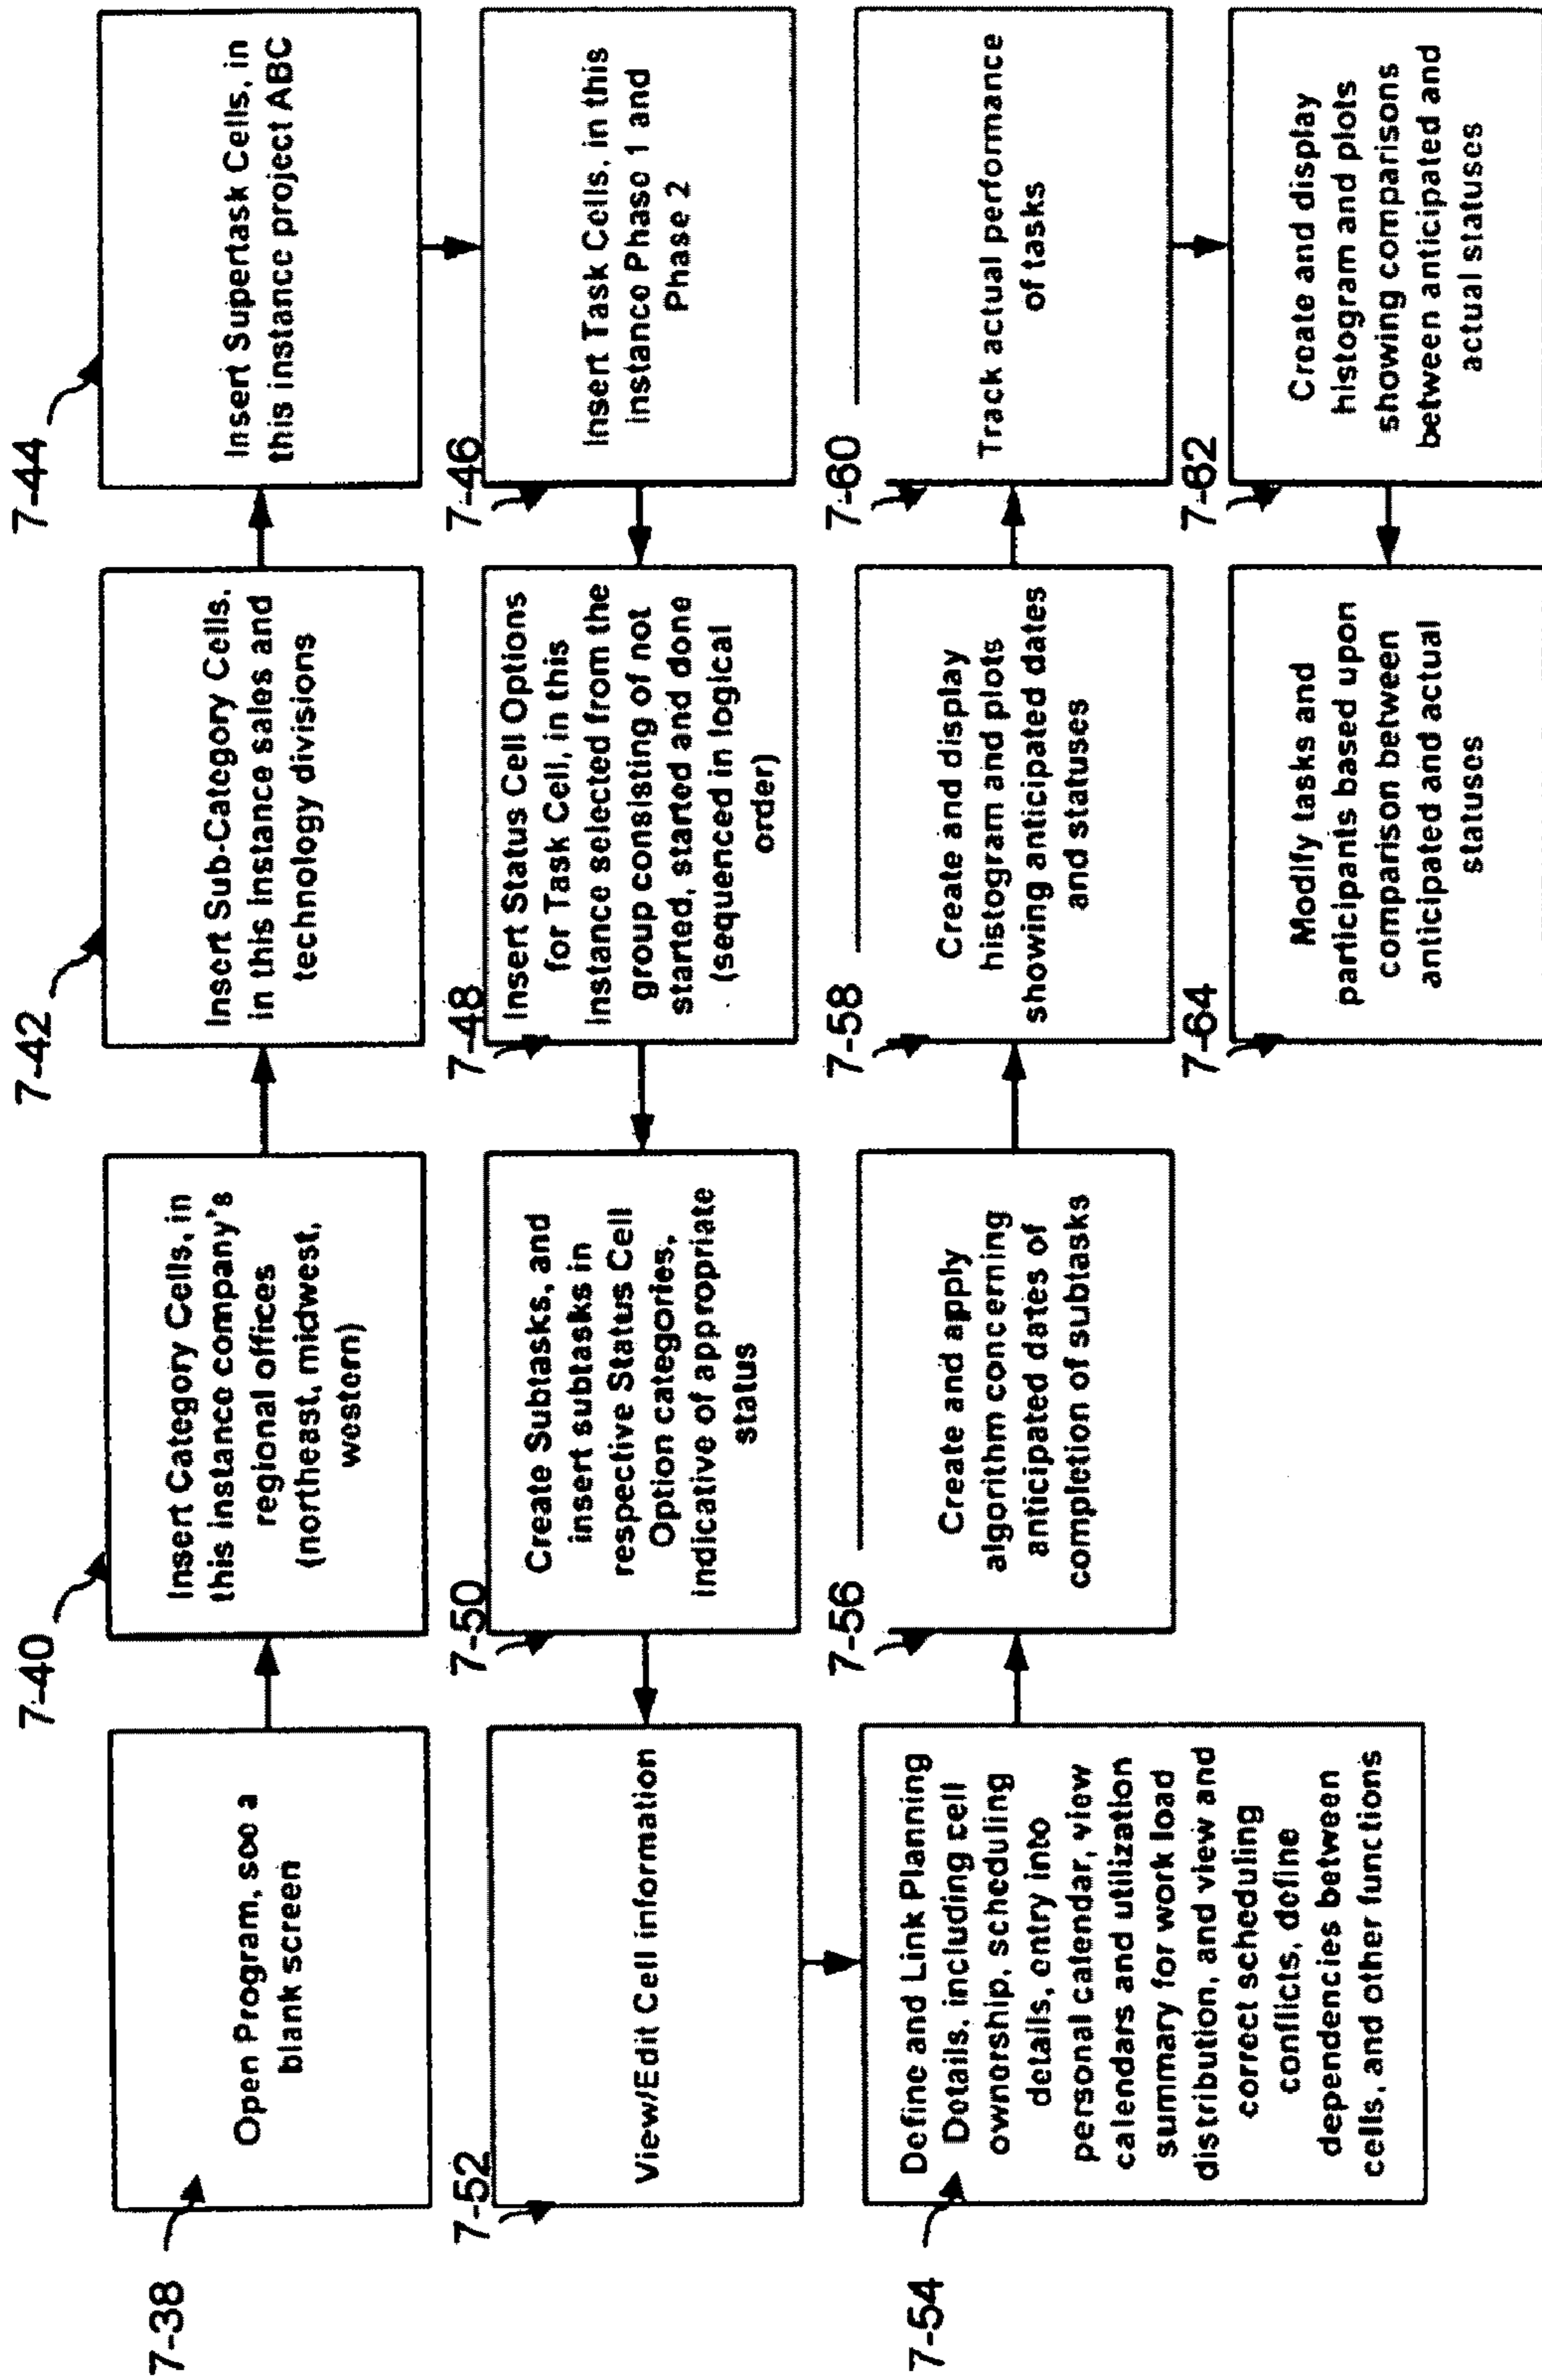 7-38
Open Program, see a
blank screen
7-40
Insert Category Cells, in
this instance company's
regional offices
(northeast, midwest,
western)
7-42
Insert Sub-Category Cells,
in this instance sales and
technology divisions
7-44
Insert Supertask Cells, in
this instance project ABC
7-46
Insert Task Cells, in this
instance Phase 1 and
Phase 2
7-48
Insert Status Cell Options
for Task Cell, in this
instance selected from the
group consisting of not
started, started and done
(sequenced in logical
order)
7-50
Create Subtasks, and
insert subtasks in
respective Status Cell
Option categories,
indicative of appropriate
status
7-52
View/Edit Cell information
7-54
Define and Link Planning
Details, including cell
ownership, scheduling
details, entry into
personal calendar, view
calendars and utilization
summary for work load
distribution, and view and
correct scheduling
conflicts, define
dependencies between
cells, and other functions
7-56
Create and apply
algorithm concerning
anticipated dates of
completion of subtasks
7-58
Create and display
histogram and plots
showing anticipated dates
and statuses
7-60
Track actual performance
of tasks
7-62
Create and display
histogram and plots
showing comparisons
between anticipated and
actual statuses
7-64
Modify tasks and
participants based upon
comparison between
anticipated and actual
statuses